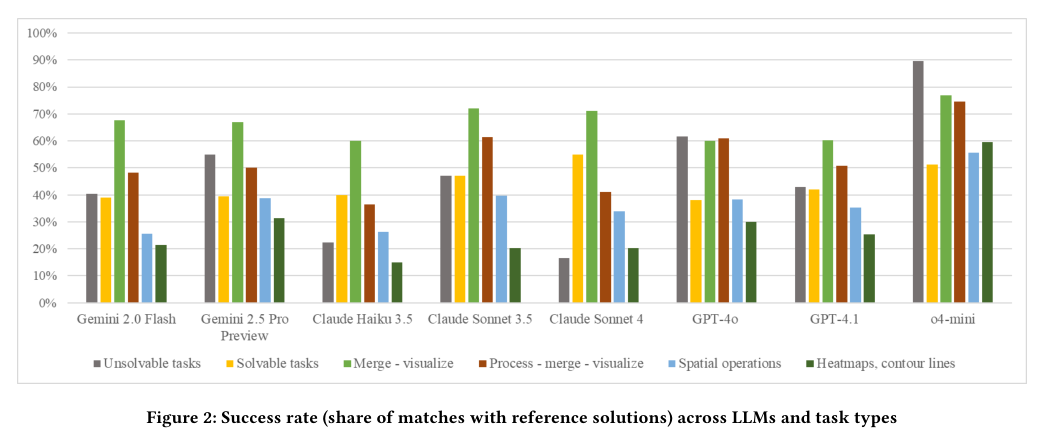 100%
90%
80%
70%
60%
50%
40%
30%
20%
10%
0%
Gemini 2.0 Flash
Gemini 2.5 Pro
Preview
Claude Haiku 3.5
Claude Sonnet 3.5
Claude Sonnet 4
GPT-4o
GPT-4.1
o4-mini
Unsolvable tasks
Solvable tasks
Merge - visualize
Process - merge - visualize
Spatial operations
Heatmaps, contour lines
Figure 2: Success rate (share of matches with reference solutions) across LLMs and task types